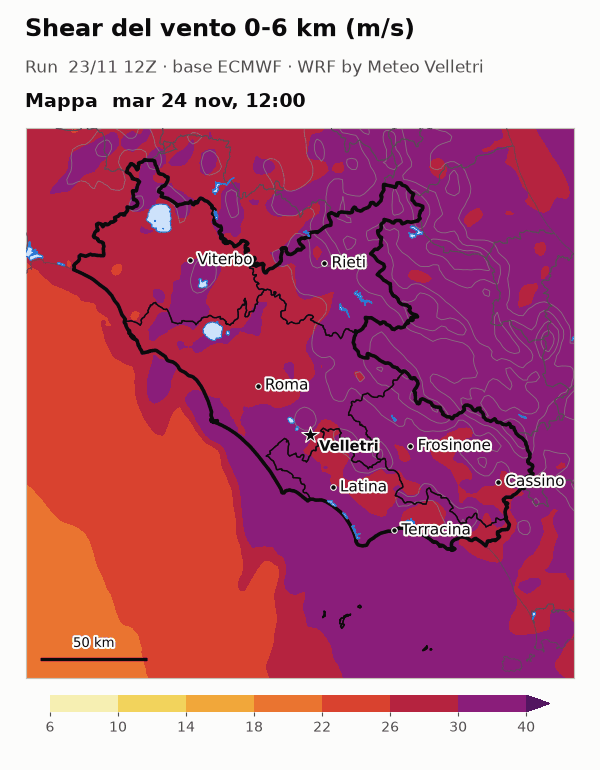 Shear del vento 0-6 km (m/s)
Run  23/11 12Z · base ECMWF · WRF by Meteo Velletri
Mappa  mar 24 nov, 12:00
Viterbo
Rieti
Roma
Velletri
Frosinone
Cassino
Latina
Terracina
50 km
6 10 14 18 22 26 30 40